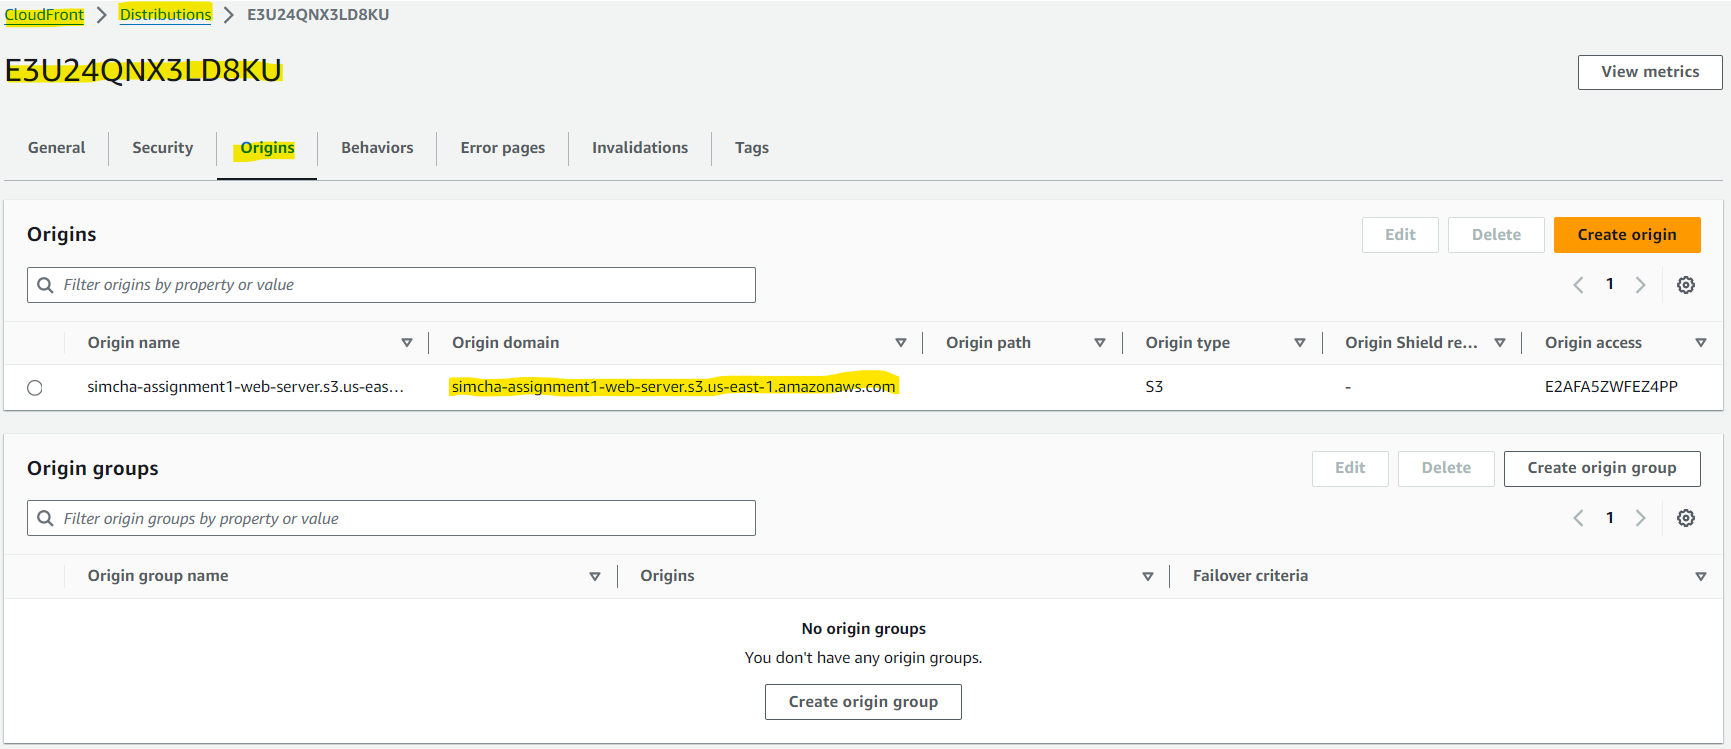 CloudFront > Distributions > E3U24QNX3LD8KU
E3U24QNX3LD8KU
View metrics
General Security Origins Behaviors Error pages Invalidations Tags
Origins
Edit Delete Create origin
Filter origins by property or value
1
Origin name Origin domain Origin path Origin type Origin Shield re... Origin access
simcha-assignment1-web-server.s3.us-eas... simcha-assignment1-web-server.s3.us-east-1.amazonaws.com S3 - E2AFA5ZWFEZ4PP
Origin groups
Edit Delete Create origin group
Filter origin groups by property or value
1
Origin group name Origins Failover criteria
No origin groups
You don't have any origin groups.
Create origin group